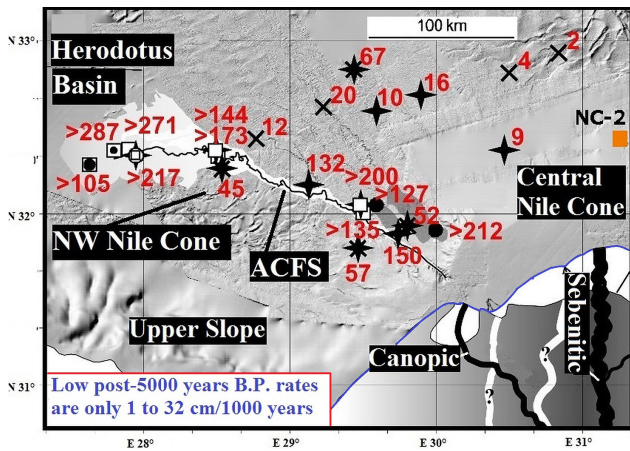 100 km
N 33°
Herodotus
Basin
67
2
4
16
20
10
>144
>287
>271
>173
12
NC-2
9
>105
>217
45
132
>200
>127
Central
Nile Cone
N 32°
NW Nile Cone
52
>135
>212
150
57
ACFS
Sebenitic
Upper Slope
Canopic
?
?
N 31°
Low post-5000 years B.P. rates
are only 1 to 32 cm/1000 years
E 28°
E 29°
E 30°
E 31°